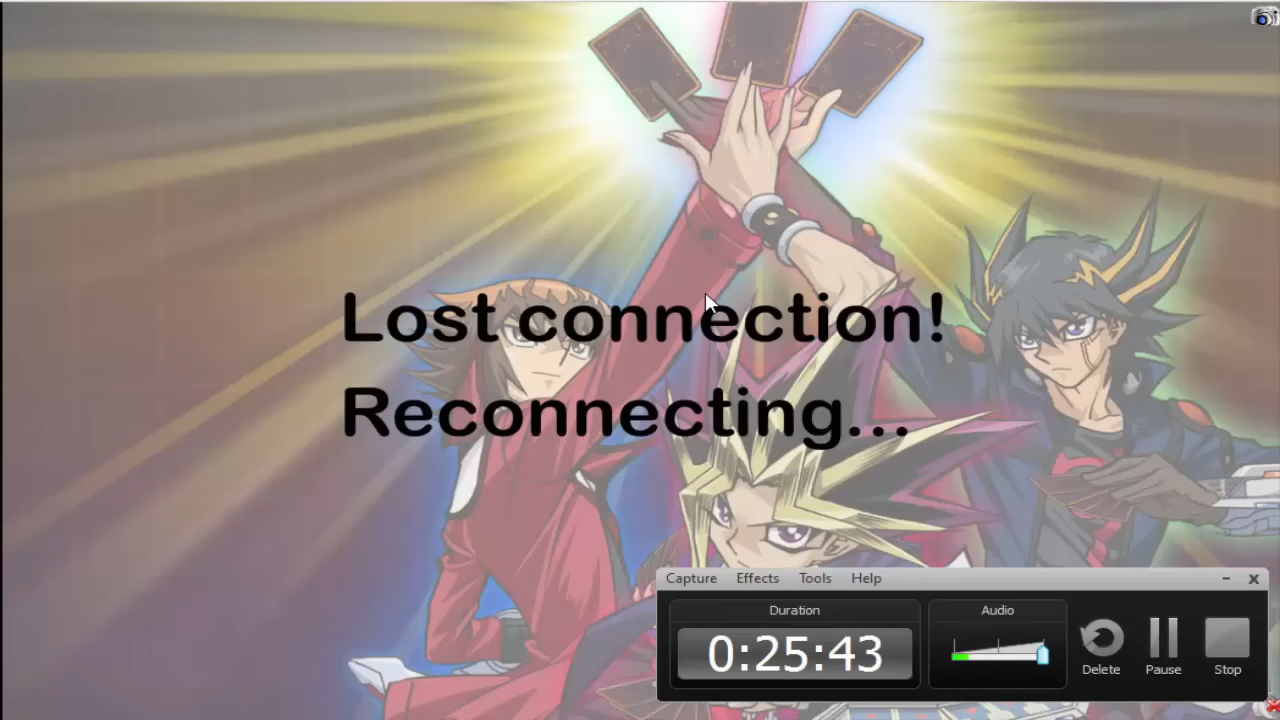 Lost connection!
Reconnecting...
Capture Effects Tools Help
Duration
Audio
0:25:43
Delete Pause Stop